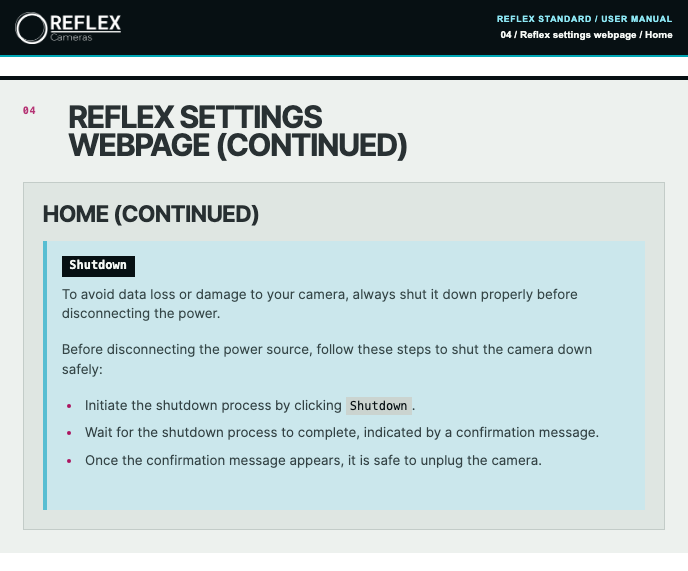 REFLEX
Cameras
REFLEX STANDARD / USER MANUAL
04 / Reflex settings webpage / Home
04
REFLEX SETTINGS
WEBPAGE (CONTINUED)
HOME (CONTINUED)
Shutdown
To avoid data loss or damage to your camera, always shut it down properly before
disconnecting the power.
Before disconnecting the power source, follow these steps to shut the camera down
safely:
• Initiate the shutdown process by clicking Shutdown.
• Wait for the shutdown process to complete, indicated by a confirmation message.
• Once the confirmation message appears, it is safe to unplug the camera.